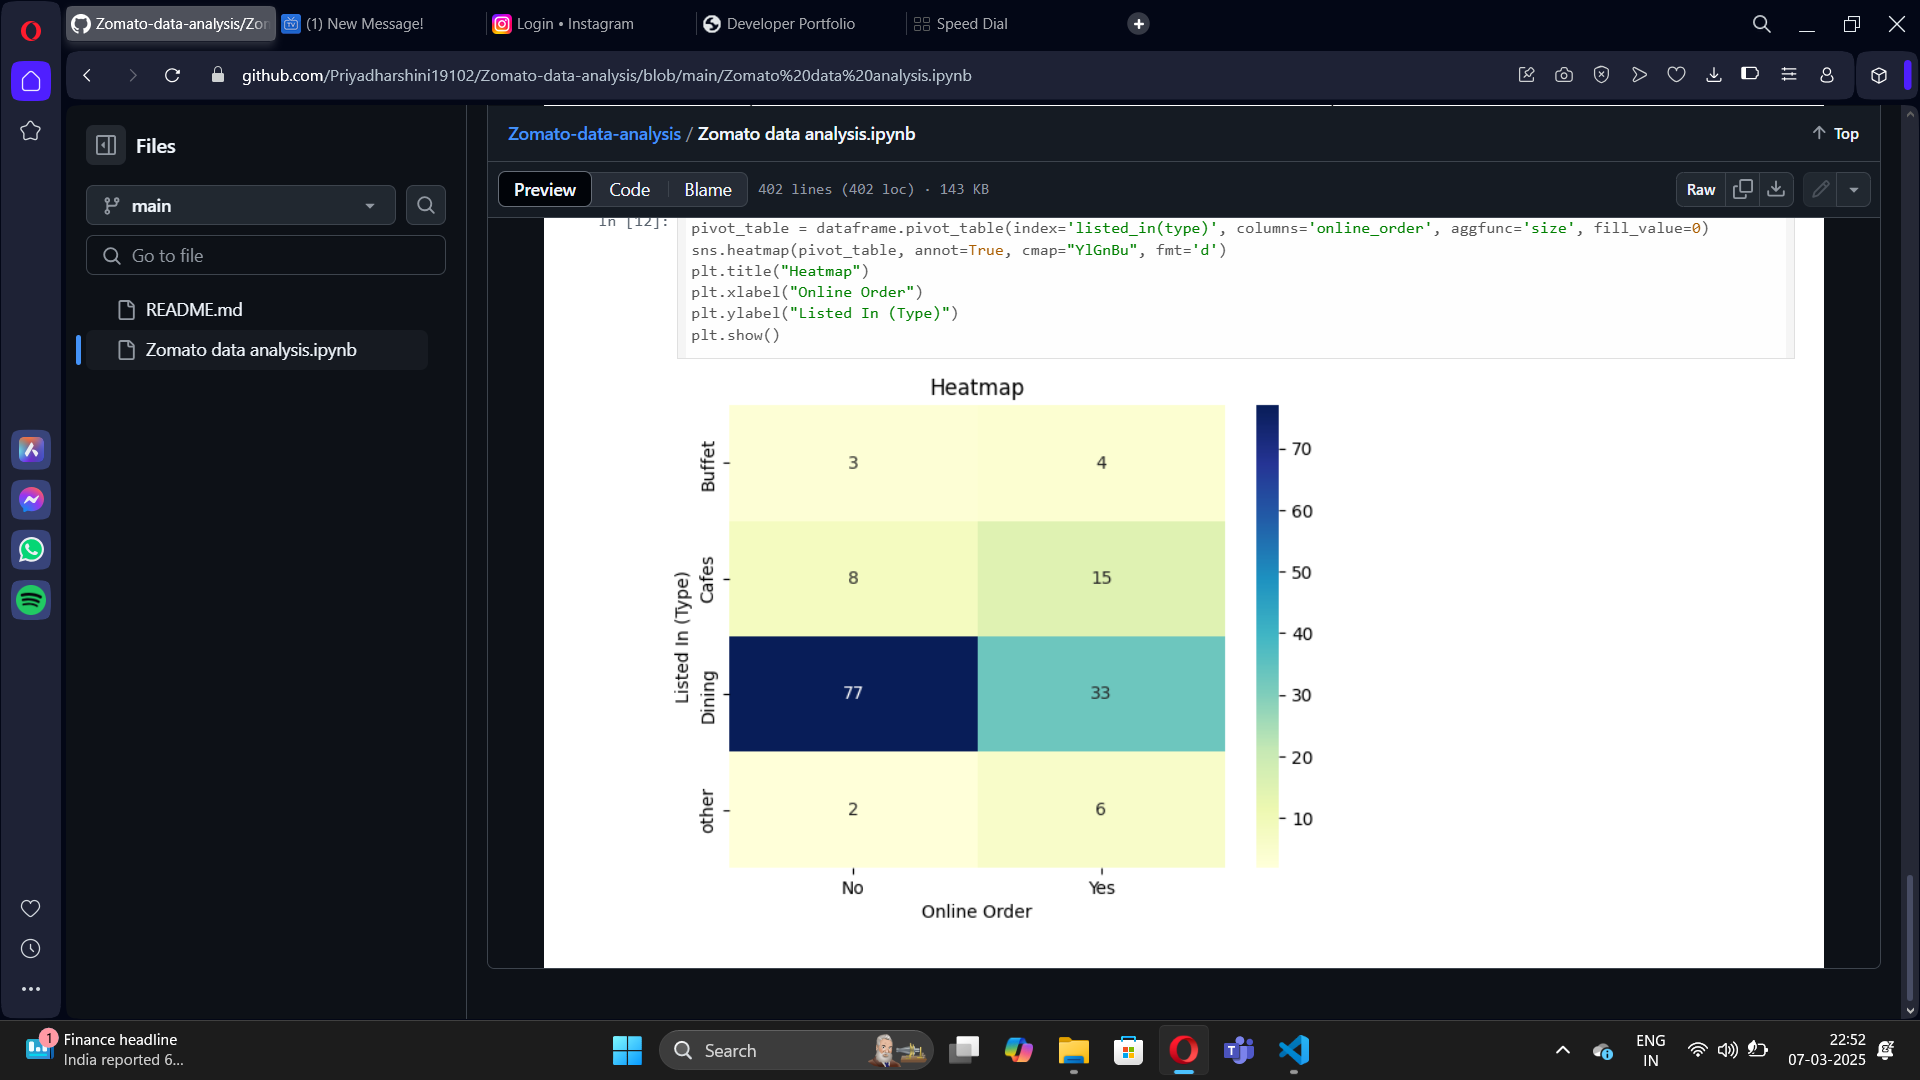 Zomato-data-analysis/Zon
(1) New Message!
Login • Instagram
Developer Portfolio
Speed Dial
github.com/Priyadharshini19102/Zomato-data-analysis/blob/main/Zomato%20data%20analysis.ipynb
Files
main
Go to file
README.md
Zomato data analysis.ipynb
Zomato-data-analysis / Zomato data analysis.ipynb
Top
Preview
Code
Blame
402 lines (402 loc) · 143 KB
Raw
In [12]:
pivot_table = dataframe.pivot_table(index='listed_in(type)', columns='online_order', aggfunc='size', fill_value=0)
sns.heatmap(pivot_table, annot=True, cmap="YlGnBu", fmt='d')
plt.title("Heatmap")
plt.xlabel("Online Order")
plt.ylabel("Listed In (Type)")
plt.show()
Heatmap
Listed In (Type)
Buffet
3
4
Cafes
8
15
Dining
77
33
other
2
6
No
Yes
Online Order
70
60
50
40
30
20
10
1
Finance headline
India reported 6...
Search
ENG
IN
22:52
07-03-2025